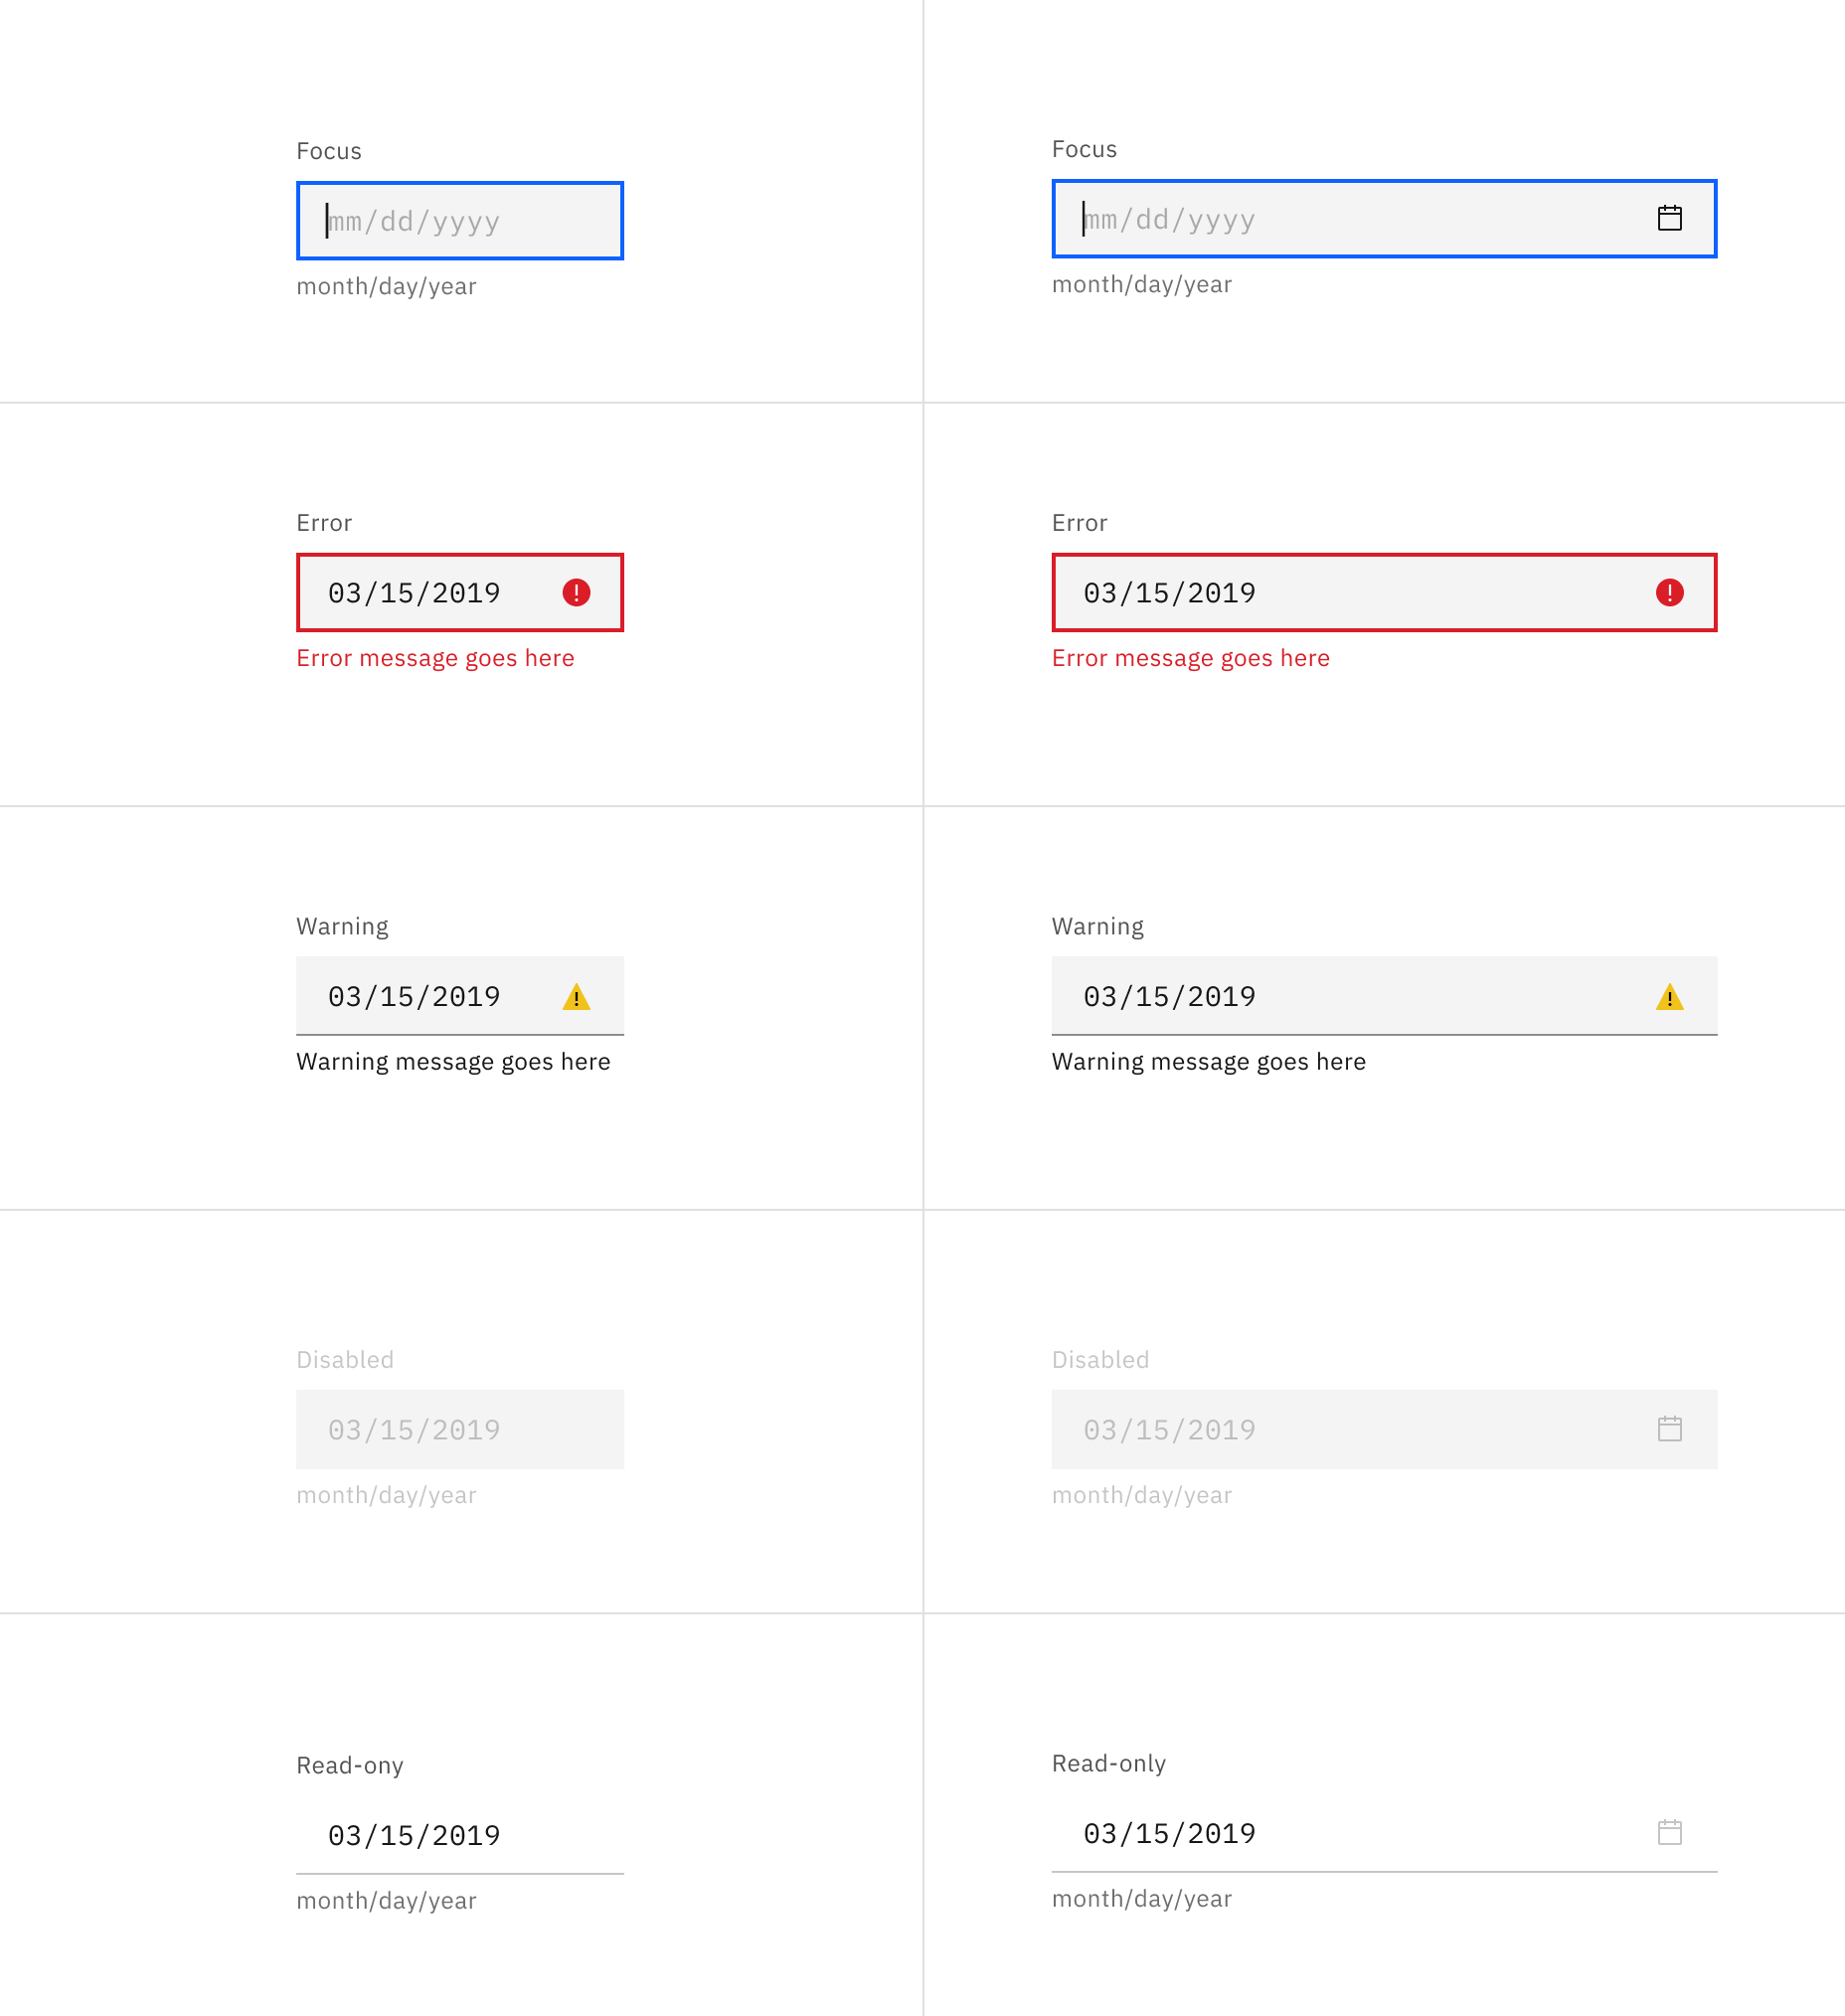 Focus
mm/dd/yyyy
month/day/year
Focus
mm/dd/yyyy
month/day/year
Error
03/15/2019
Error message goes here
Error
03/15/2019
Error message goes here
Warning
03/15/2019
Warning message goes here
Warning
03/15/2019
Warning message goes here
Disabled
03/15/2019
month/day/year
Disabled
03/15/2019
month/day/year
Read-ony
03/15/2019
month/day/year
Read-only
03/15/2019
month/day/year